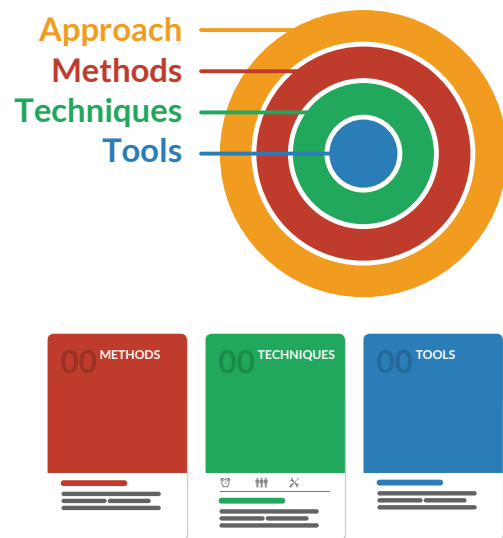 Approach
Methods
Techniques
Tools
00 METHODS
00 TECHNIQUES
00 TOOLS